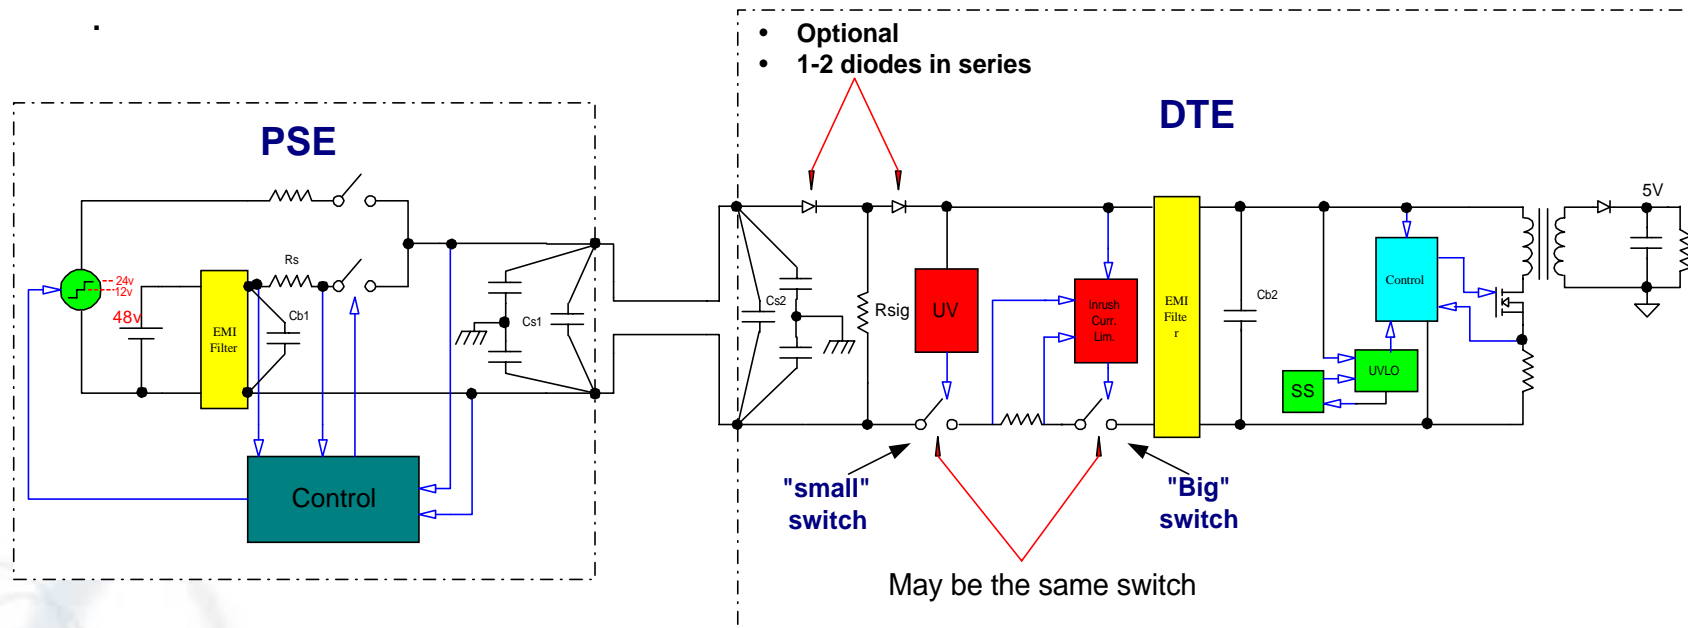 • Optional
• 1-2 diodes in series
PSE
DTE
5V
Rs
24v
12v
48v
EMI
Filter
Cb1
Cs1
Cs2
Rsig
UV
Inrush
Curr.
Lim.
EMI
Filte
r
Cb2
Control
UVLO
SS
Control
"small"
switch
"Big"
switch
May be the same switch